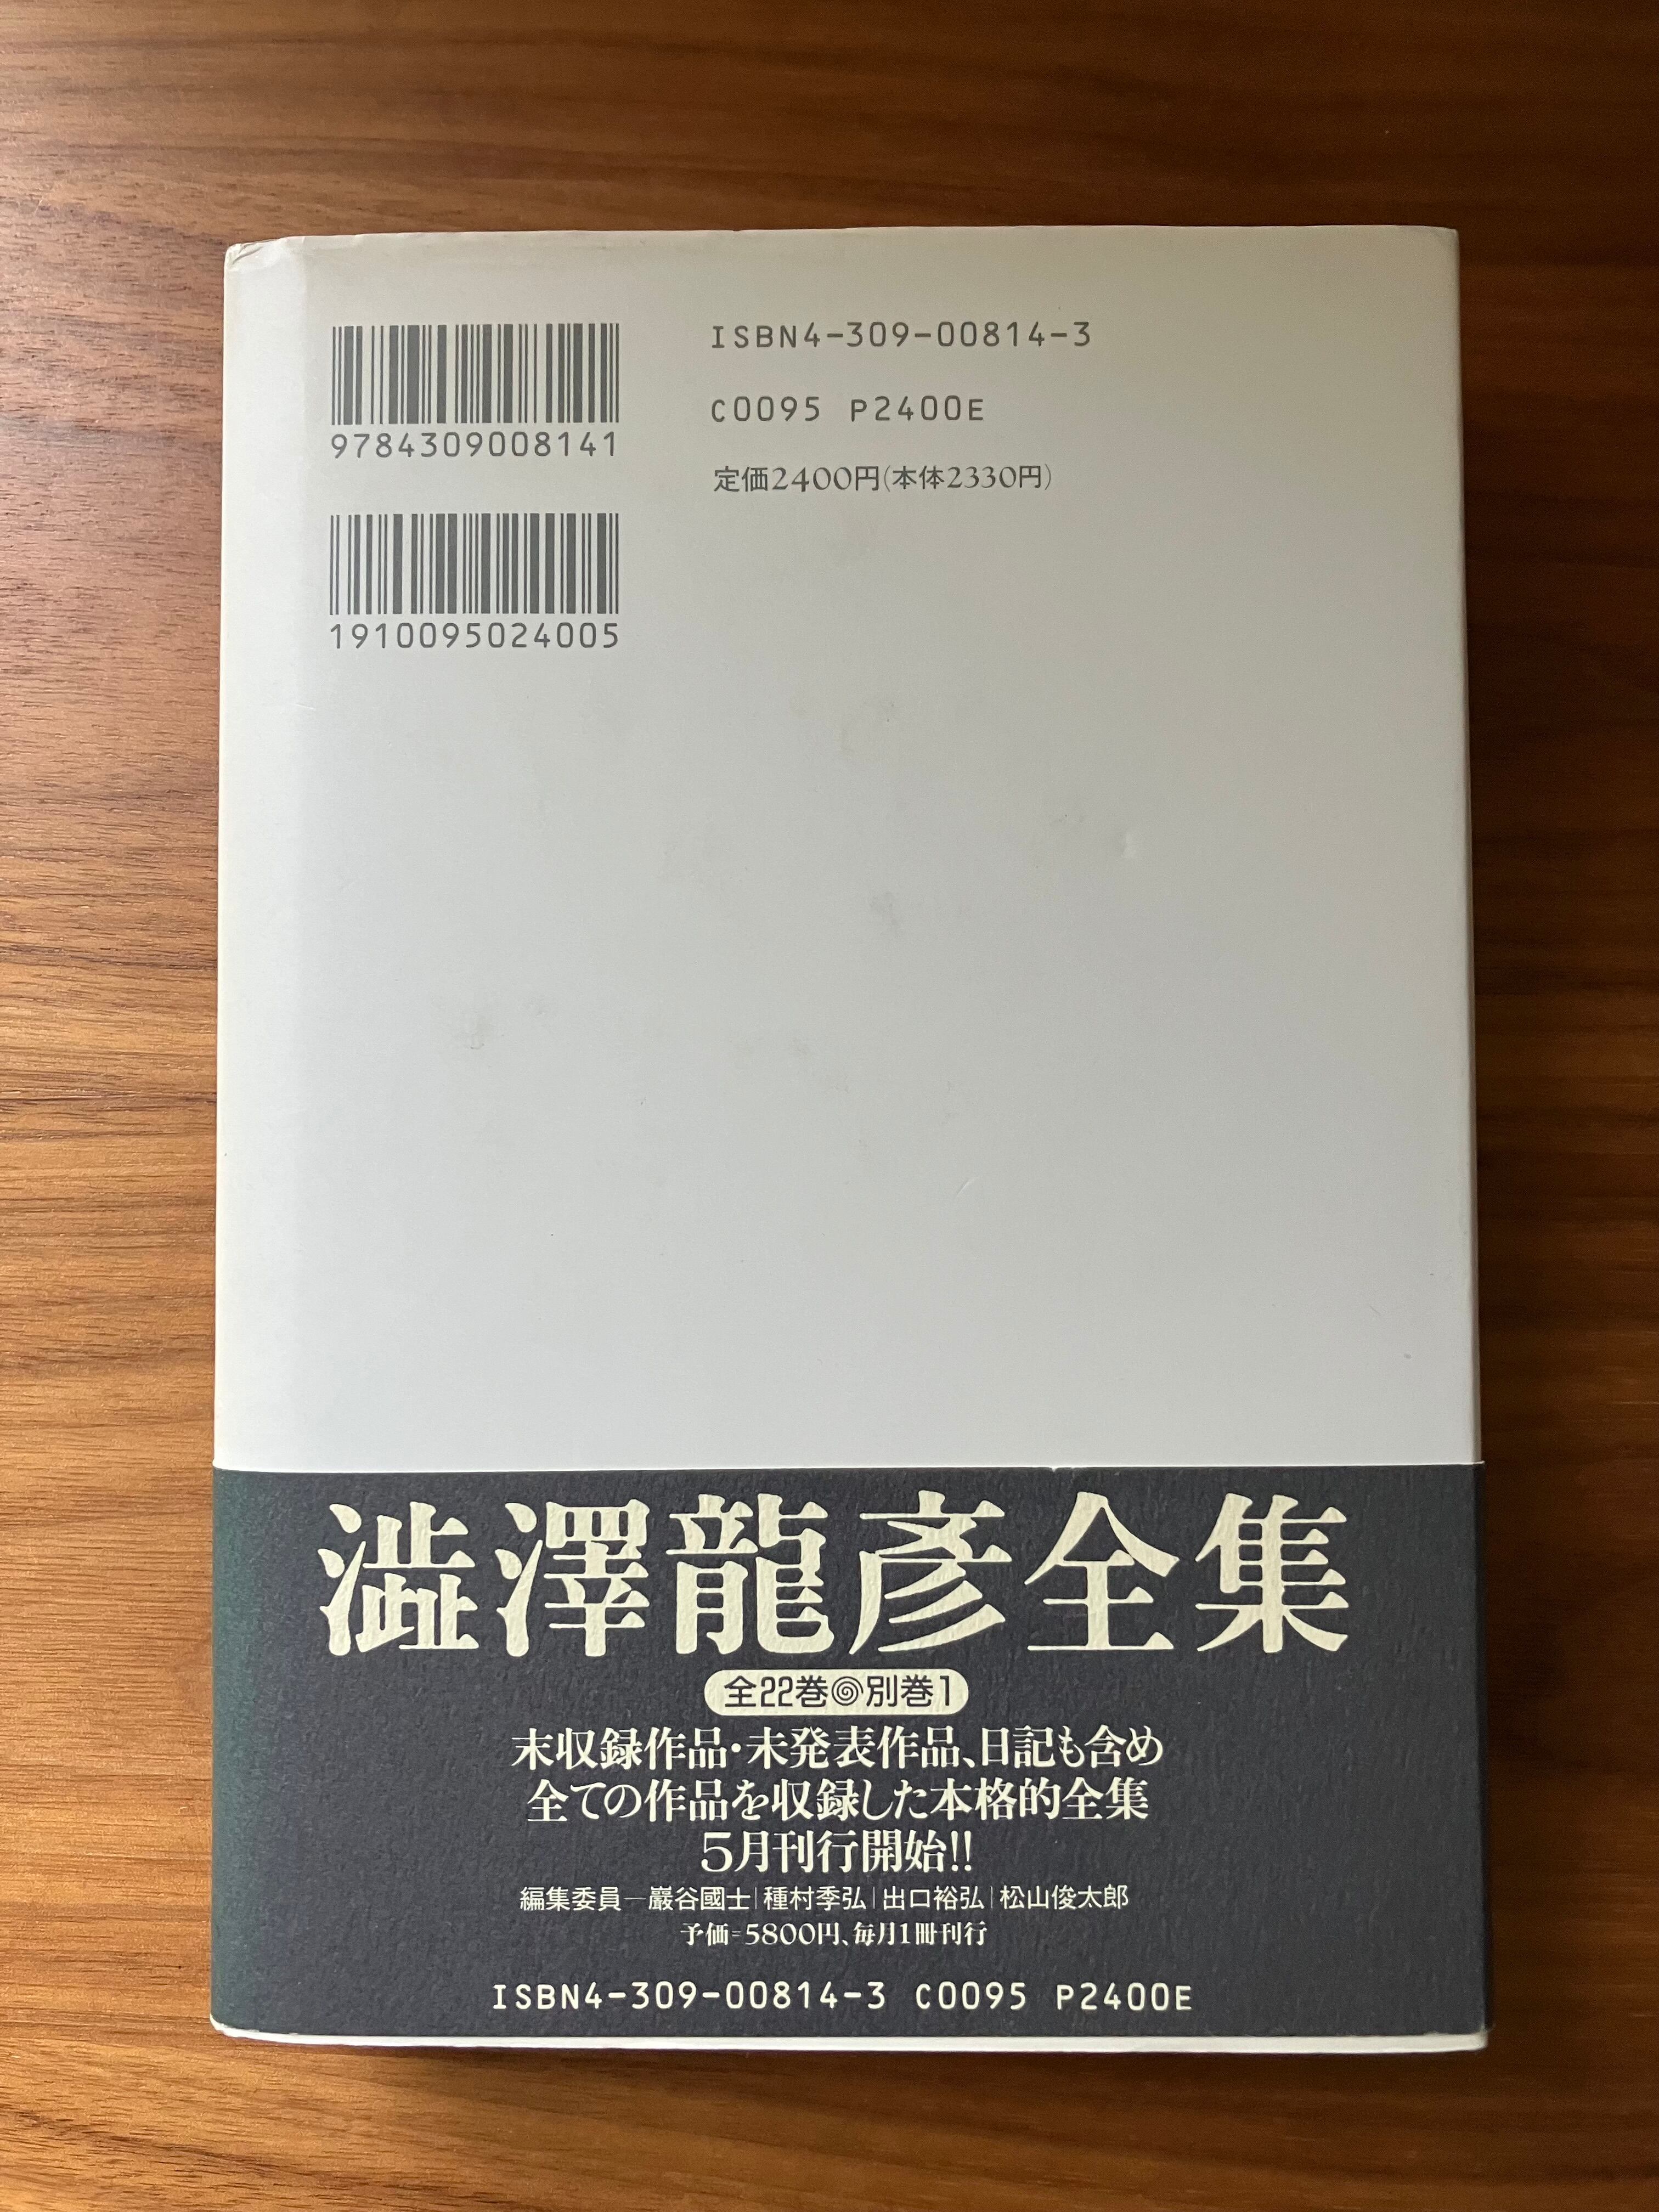 ISBN4-309-00814-3
C0095 P2400E
定価2400円(本体2330円)
9784309008141
1910095024005
澁澤龍彦全集
全22巻◎別巻1
末収録作品・未発表作品、日記も含め
全ての作品を収録した本格的全集
5月刊行開始!!
編集委員—巖谷國士|種村季弘|出口裕弘|松山俊太郎
予価=5800円、毎月1冊刊行
ISBN4-309-00814-3 C0095 P2400E